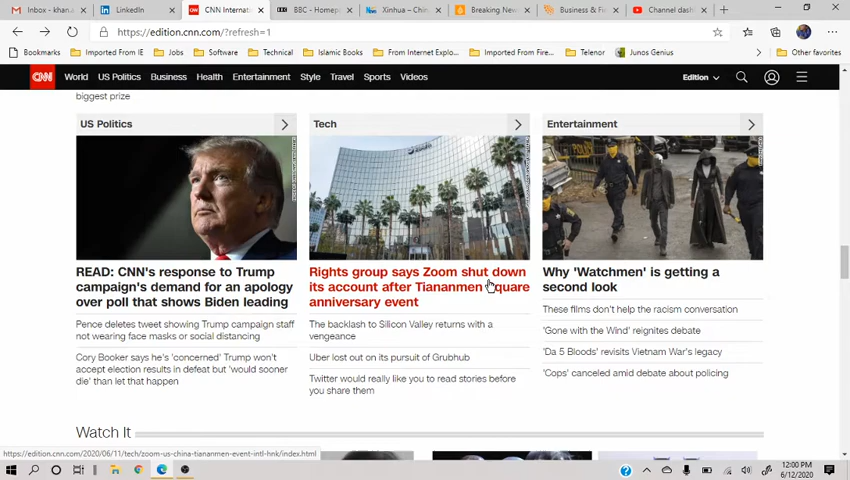 Inbox - khan.a
LinkedIn
CNN Internat
BBC - Homep
Xinhua – Chin
Breaking New
Business & Fi
Channel dash
https://edition.cnn.com/?refresh=1
Bookmarks
Imported From IE
Jobs
Software
Technical
Islamic Books
From Internet Explo...
Imported From Fire...
Telenor
Junos Genius
Other favorites
CNN
World
US Politics
Business
Health
Entertainment
Style
Travel
Sports
Videos
Edition
biggest prize
US Politics
READ: CNN's response to Trump
campaign's demand for an apology
over poll that shows Biden leading
Pence deletes tweet showing Trump campaign staff
not wearing face masks or social distancing
Cory Booker says he's 'concerned' Trump won't
accept election results in defeat but 'would sooner
die' than let that happen
Tech
Rights group says Zoom shut down
its account after Tiananmen Square
anniversary event
The backlash to Silicon Valley returns with a
vengeance
Uber lost out on its pursuit of Grubhub
Twitter would really like you to read stories before
you share them
Entertainment
Why 'Watchmen' is getting a
second look
These films don't help the racism conversation
'Gone with the Wind' reignites debate
'Da 5 Bloods' revisits Vietnam War's legacy
'Cops' canceled amid debate about policing
Watch It
https://edition.cnn.com/2020/06/11/tech/zoom-us-china-tiananmen-event-intl-hnk/index.html
12:00 PM
6/12/2020